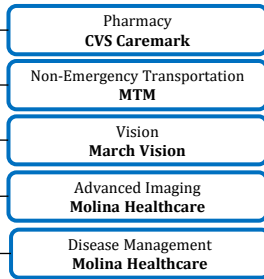 Pharmacy
CVS Caremark
Non-Emergency Transportation
MTM
Vision
March Vision
Advanced Imaging
Molina Healthcare
Disease Management
Molina Healthcare